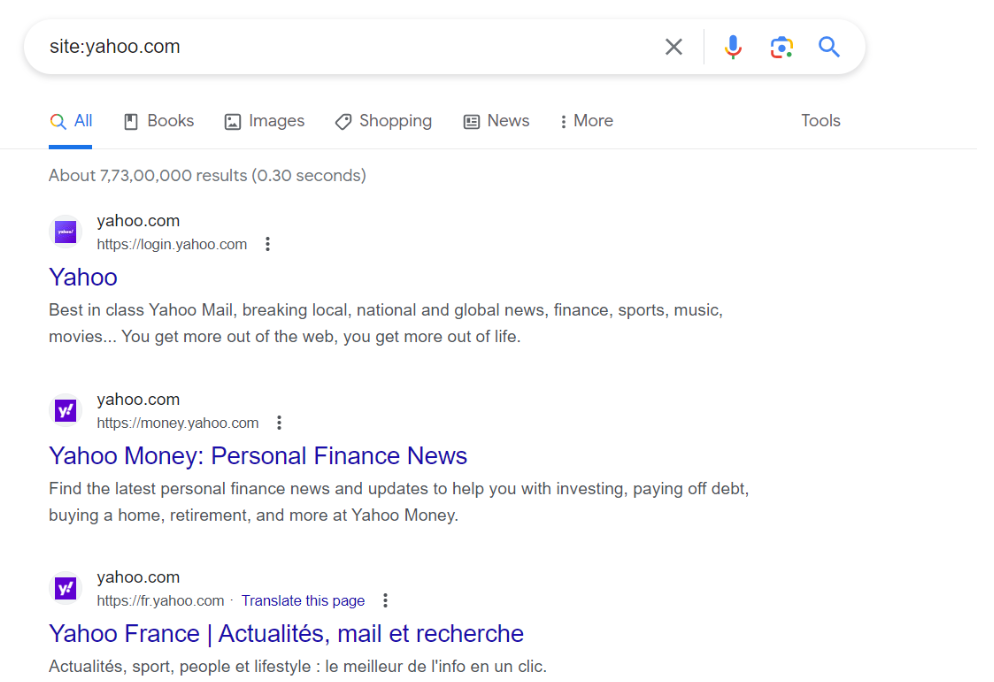 site:yahoo.com
All Books Images Shopping News More Tools
About 7,73,00,000 results (0.30 seconds)
yahoo!
yahoo.com
https://login.yahoo.com
Yahoo
Best in class Yahoo Mail, breaking local, national and global news, finance, sports, music,
movies... You get more out of the web, you get more out of life.
y!
yahoo.com
https://money.yahoo.com
Yahoo Money: Personal Finance News
Find the latest personal finance news and updates to help you with investing, paying off debt,
buying a home, retirement, and more at Yahoo Money.
y!
yahoo.com
https://fr.yahoo.com · Translate this page
Yahoo France | Actualités, mail et recherche
Actualités, sport, people et lifestyle : le meilleur de l'info en un clic.